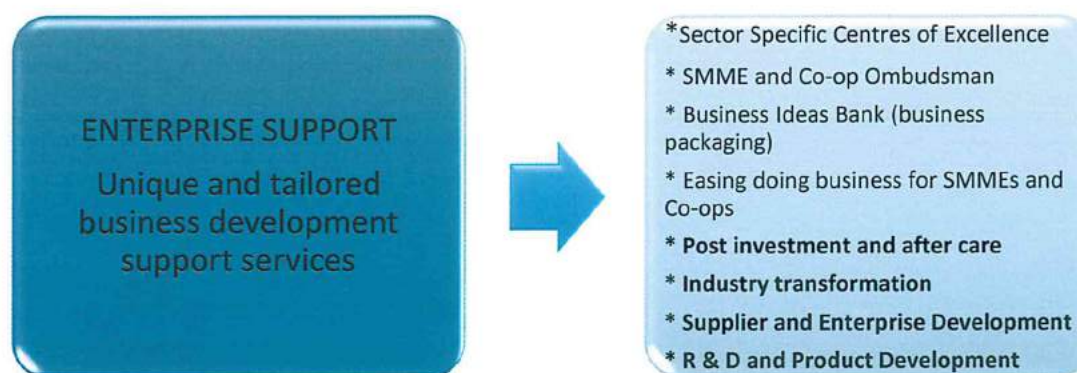 ENTERPRISE SUPPORT
Unique and tailored
business development
support services
*Sector Specific Centres of Excellence
* SMME and Co-op Ombudsman
* Business Ideas Bank (business
packaging)
* Easing doing business for SMMEs and
Co-ops
* Post investment and after care
* Industry transformation
* Supplier and Enterprise Development
* R & D and Product Development